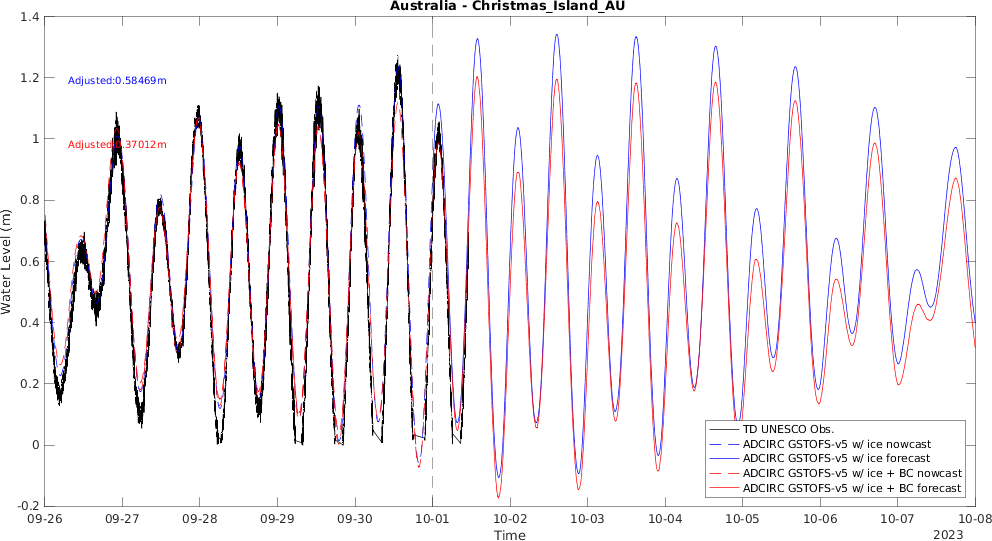 Australia - Christmas_Island_AU
1.4
1.2
1
0.8
0.6
0.4
0.2
0
-0.2
Water Level (m)
Adjusted:0.58469m
Adjusted:0.37012m
TD UNESCO Obs.
ADCIRC GSTOFS-v5 w/ ice nowcast
ADCIRC GSTOFS-v5 w/ ice forecast
ADCIRC GSTOFS-v5 w/ ice + BC nowcast
ADCIRC GSTOFS-v5 w/ ice + BC forecast
09-26 09-27 09-28 09-29 09-30 10-01 10-02 10-03 10-04 10-05 10-06 10-07 10-08
Time
2023